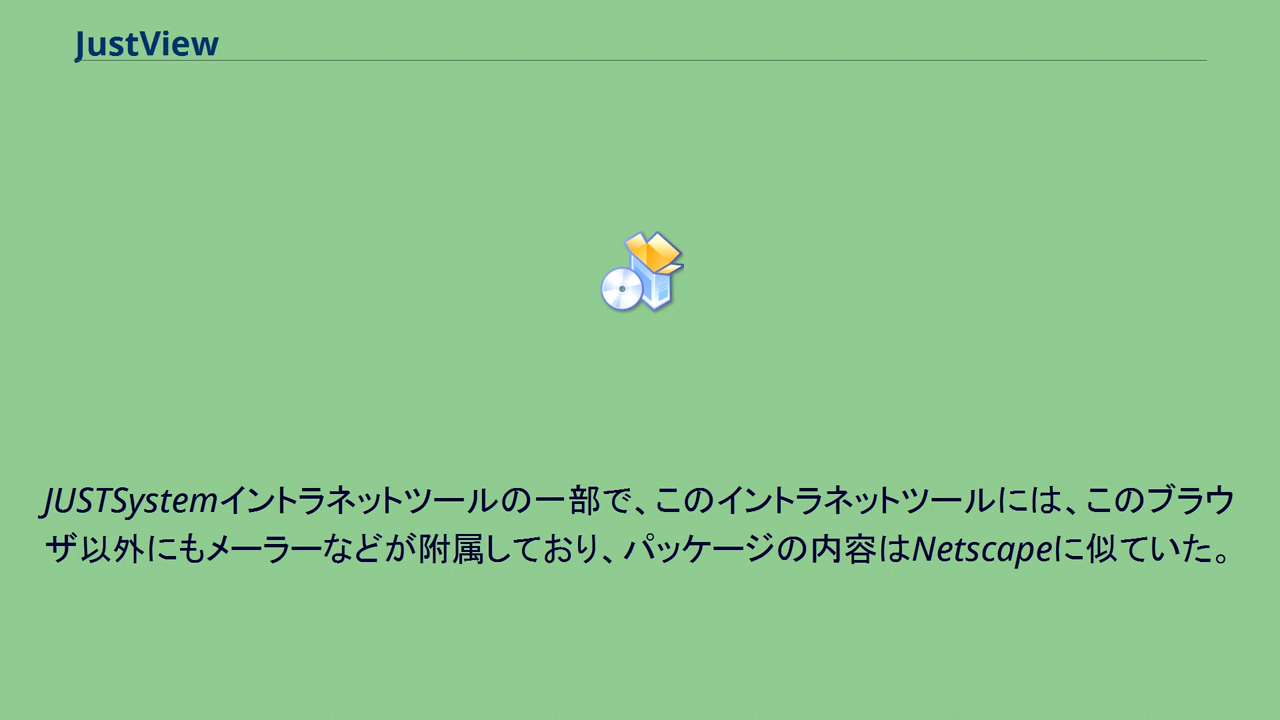 JustView
JUSTSystemイントラネットツールの一部で、このイントラネットツールには、このブラウ
ザ以外にもメーラーなどが附属しており、パッケージの内容はNetscapeに似ていた。